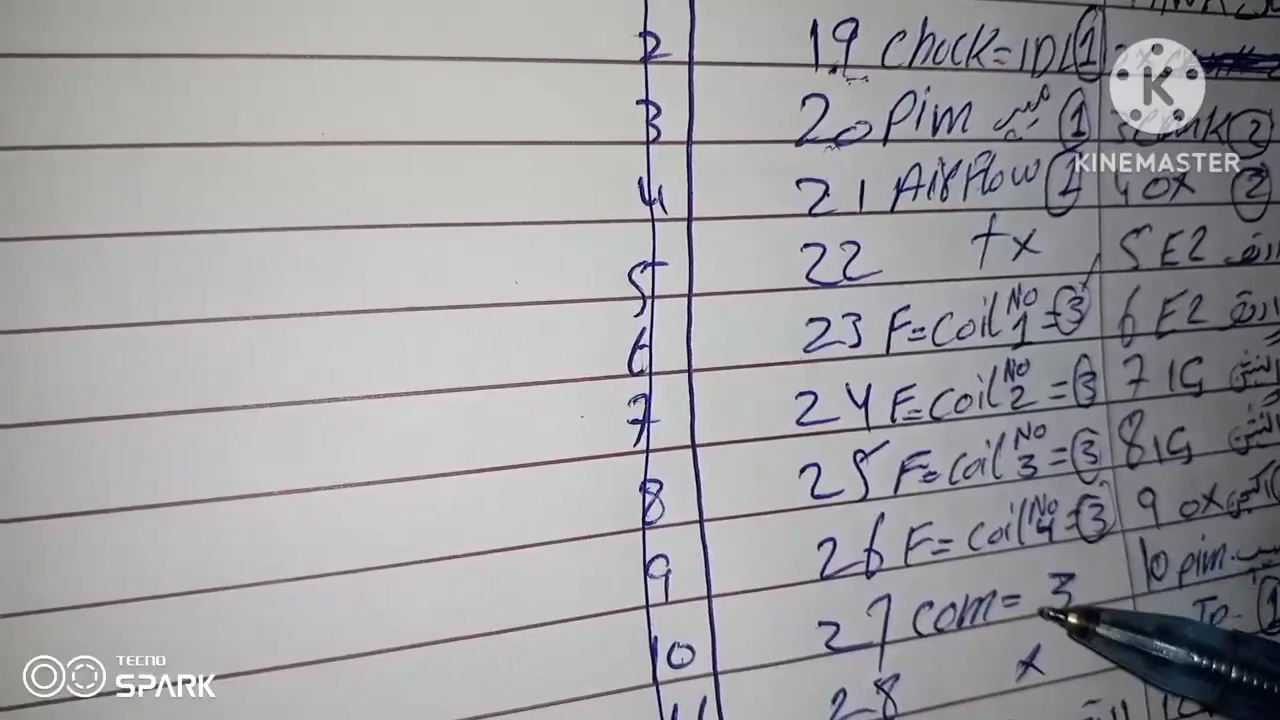 2 19 Chock=IDL ①
3 20 Pim ① ②
4 21 AirFlow ① 4 OX ②
22 +x 5 E2
5 23 F=Coil No 1=③ 6 E2
6 24 F=Coil No 2=③ 7 IG
7 25 F=Coil No 3=③ 8 IG
8 26 F=Coil No 4=③ 9 OX
9 27 com=3 10 Pim
10 28 x
11
K
KINEMASTER
TECNO
SPARK